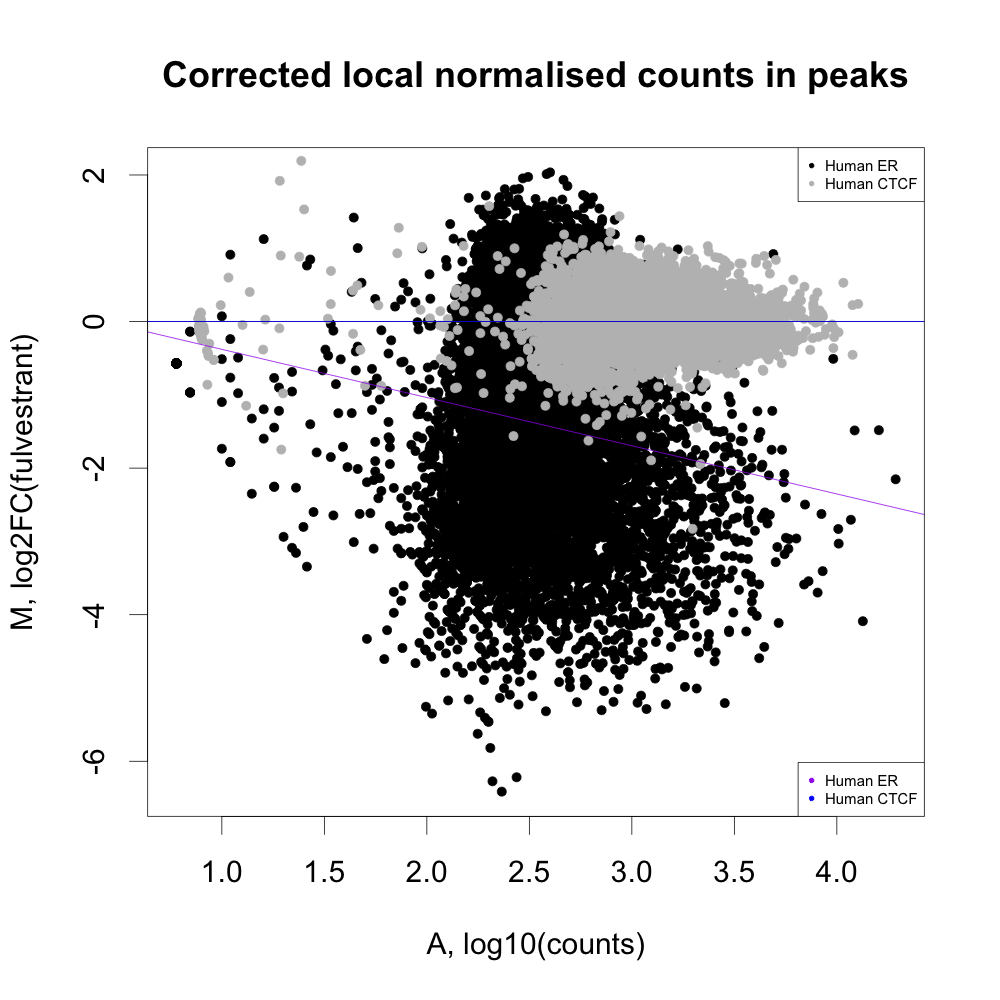 Corrected local normalised counts in peaks
Human ER
Human CTCF
2
0
-2
-4
-6
M, log2FC(fulvestrant)
Human ER
Human CTCF
1.0 1.5 2.0 2.5 3.0 3.5 4.0
A, log10(counts)